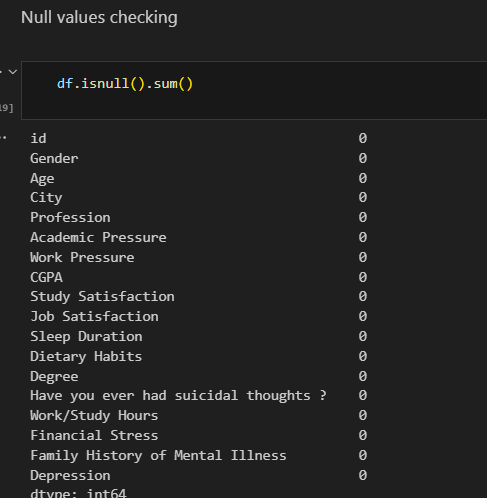 Null values checking
df.isnull().sum()
19]
id 0
Gender 0
Age 0
City 0
Profession 0
Academic Pressure 0
Work Pressure 0
CGPA 0
Study Satisfaction 0
Job Satisfaction 0
Sleep Duration 0
Dietary Habits 0
Degree 0
Have you ever had suicidal thoughts ? 0
Work/Study Hours 0
Financial Stress 0
Family History of Mental Illness 0
Depression 0
dtype: int64